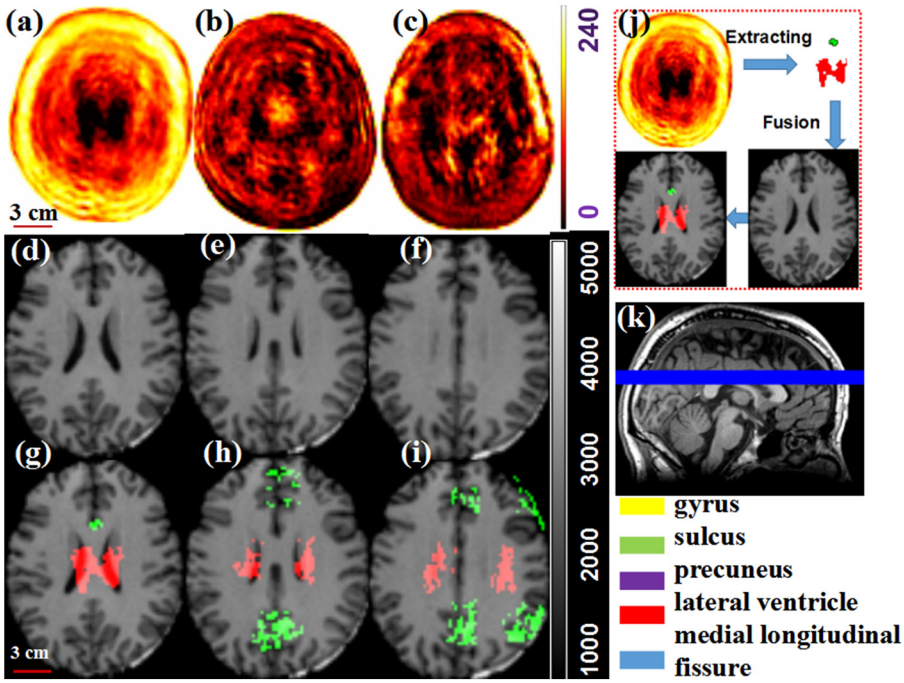 (a)
(b)
(c)
240
0
3 cm
(d)
(e)
(f)
(g)
(h)
(i)
3 cm
5000
4000
3000
2000
1000
(j)
Extracting
Fusion
(k)
gyrus
sulcus
precuneus
lateral ventricle
medial longitudinal
fissure